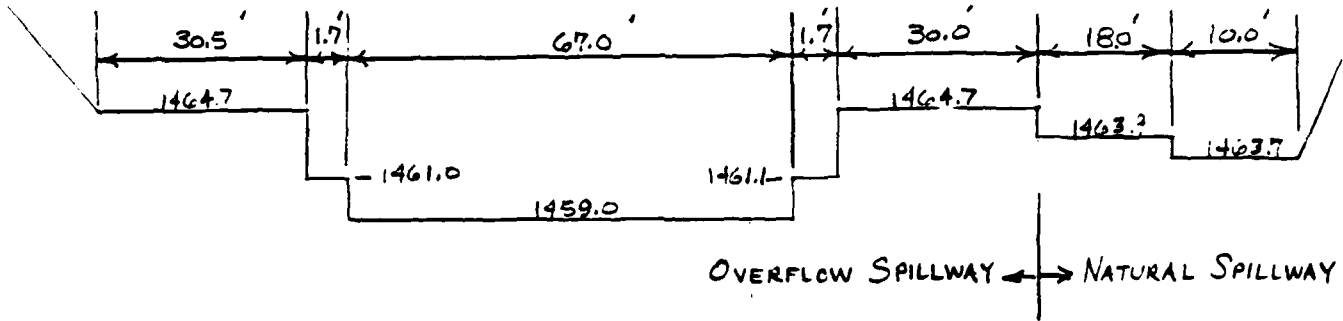 30.5' 1.7' 67.0' 1.7' 30.0' 18.0' 10.0'
1464.7 1464.7
1463.7
1461.0 1461.1
1459.0
OVERFLOW SPILLWAY NATURAL SPILLWAY